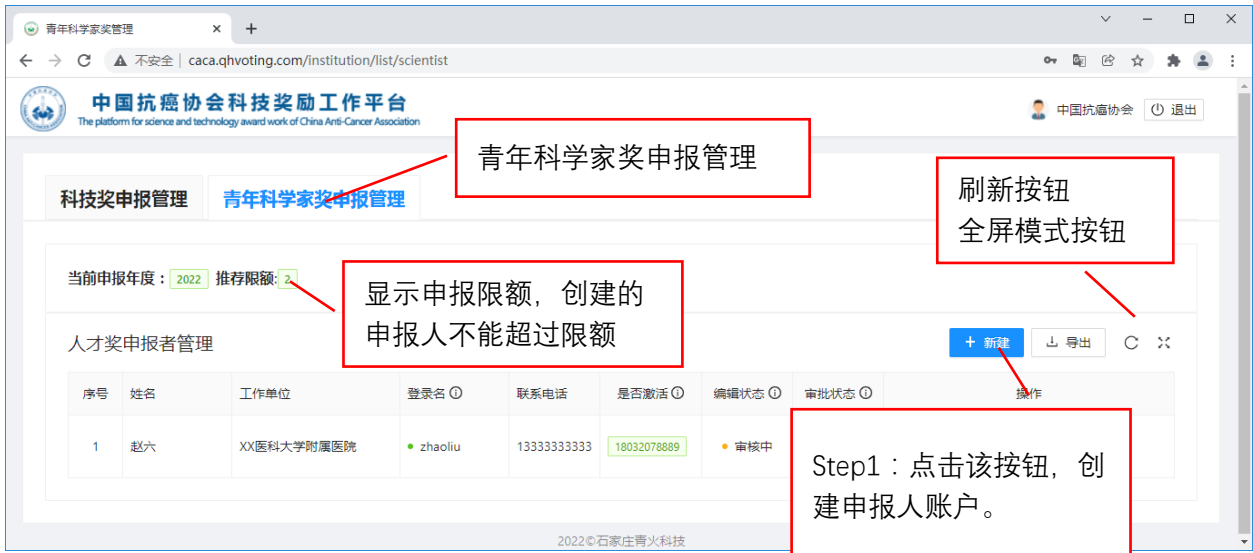 青年科学家奖管理
不安全 | caca.qhvoting.com/institution/list/scientist
中国抗癌协会科技奖励工作平台
The platform for science and technology award work of China Anti-Cancer Association
中国抗癌协会 退出
青年科学家奖申报管理
刷新按钮
全屏模式按钮
科技奖申报管理 青年科学家奖申报管理
当前申报年度： 2022 推荐限额: 2
显示申报限额，创建的
申报人不能超过限额
人才奖申报者管理 + 新建 导出
序号 姓名 工作单位 登录名 联系电话 是否激活 编辑状态 审批状态 操作
1 赵六 XX医科大学附属医院 zhaoliu 13333333333 18032078889 审核中
Step1：点击该按钮，创
建申报人账户。
2022©石家庄青火科技